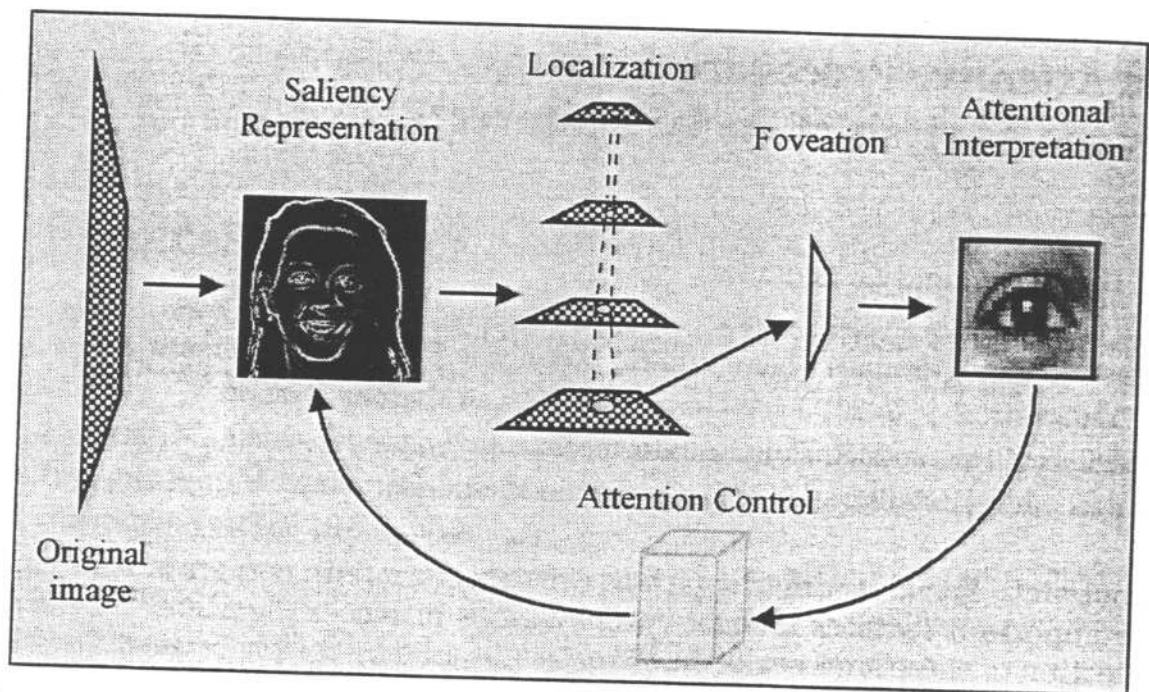 Saliency
Representation
Localization
Foveation
Attentional
Interpretation
Attention Control
Original
image